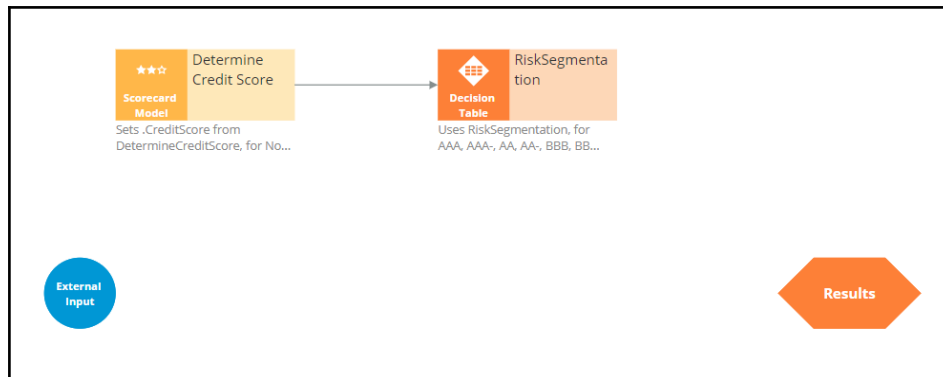 Determine
Credit Score
Scorecard
Model
Sets .CreditScore from
DetermineCreditScore, for No...
RiskSegmenta
tion
Decision
Table
Uses RiskSegmentation, for
AAA, AAA-, AA, AA-, BBB, BB...
External
Input
Results